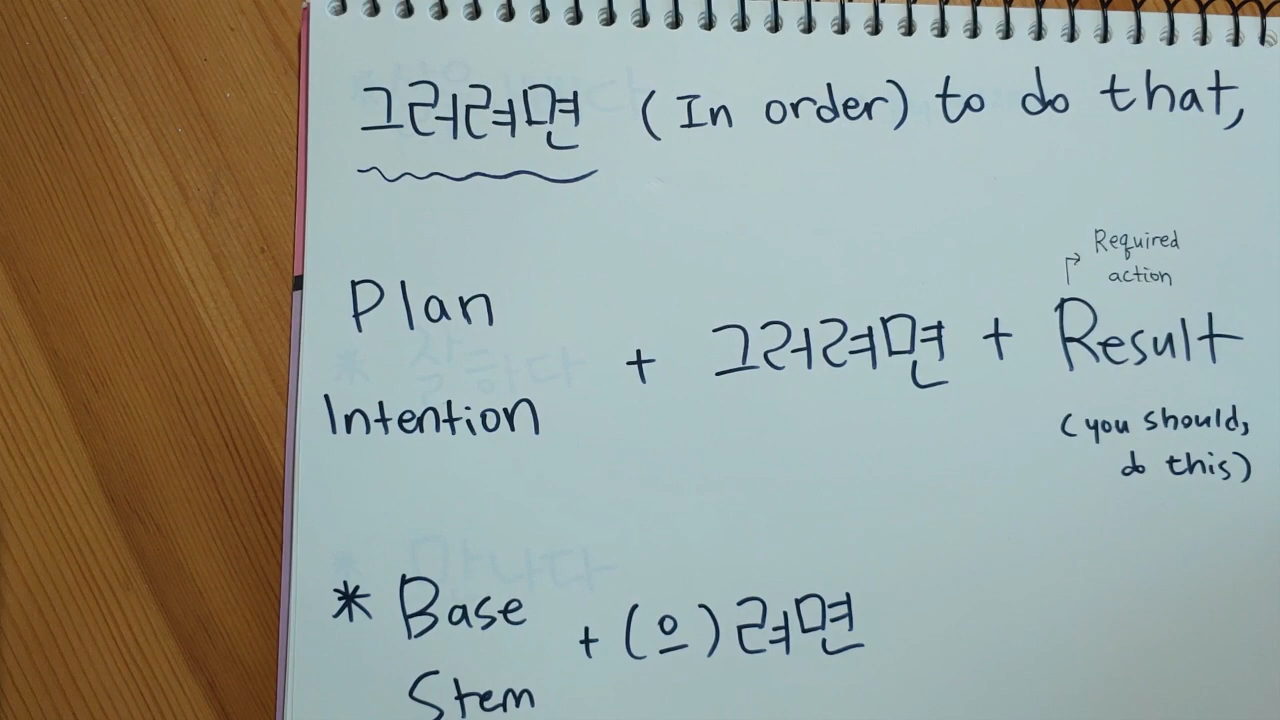 그러려면 (In order) to do that,
Required
action
Plan
Intention
+ 그러려면 + Result
(you should,
do this)
* Base
Stem
+ (으)려면